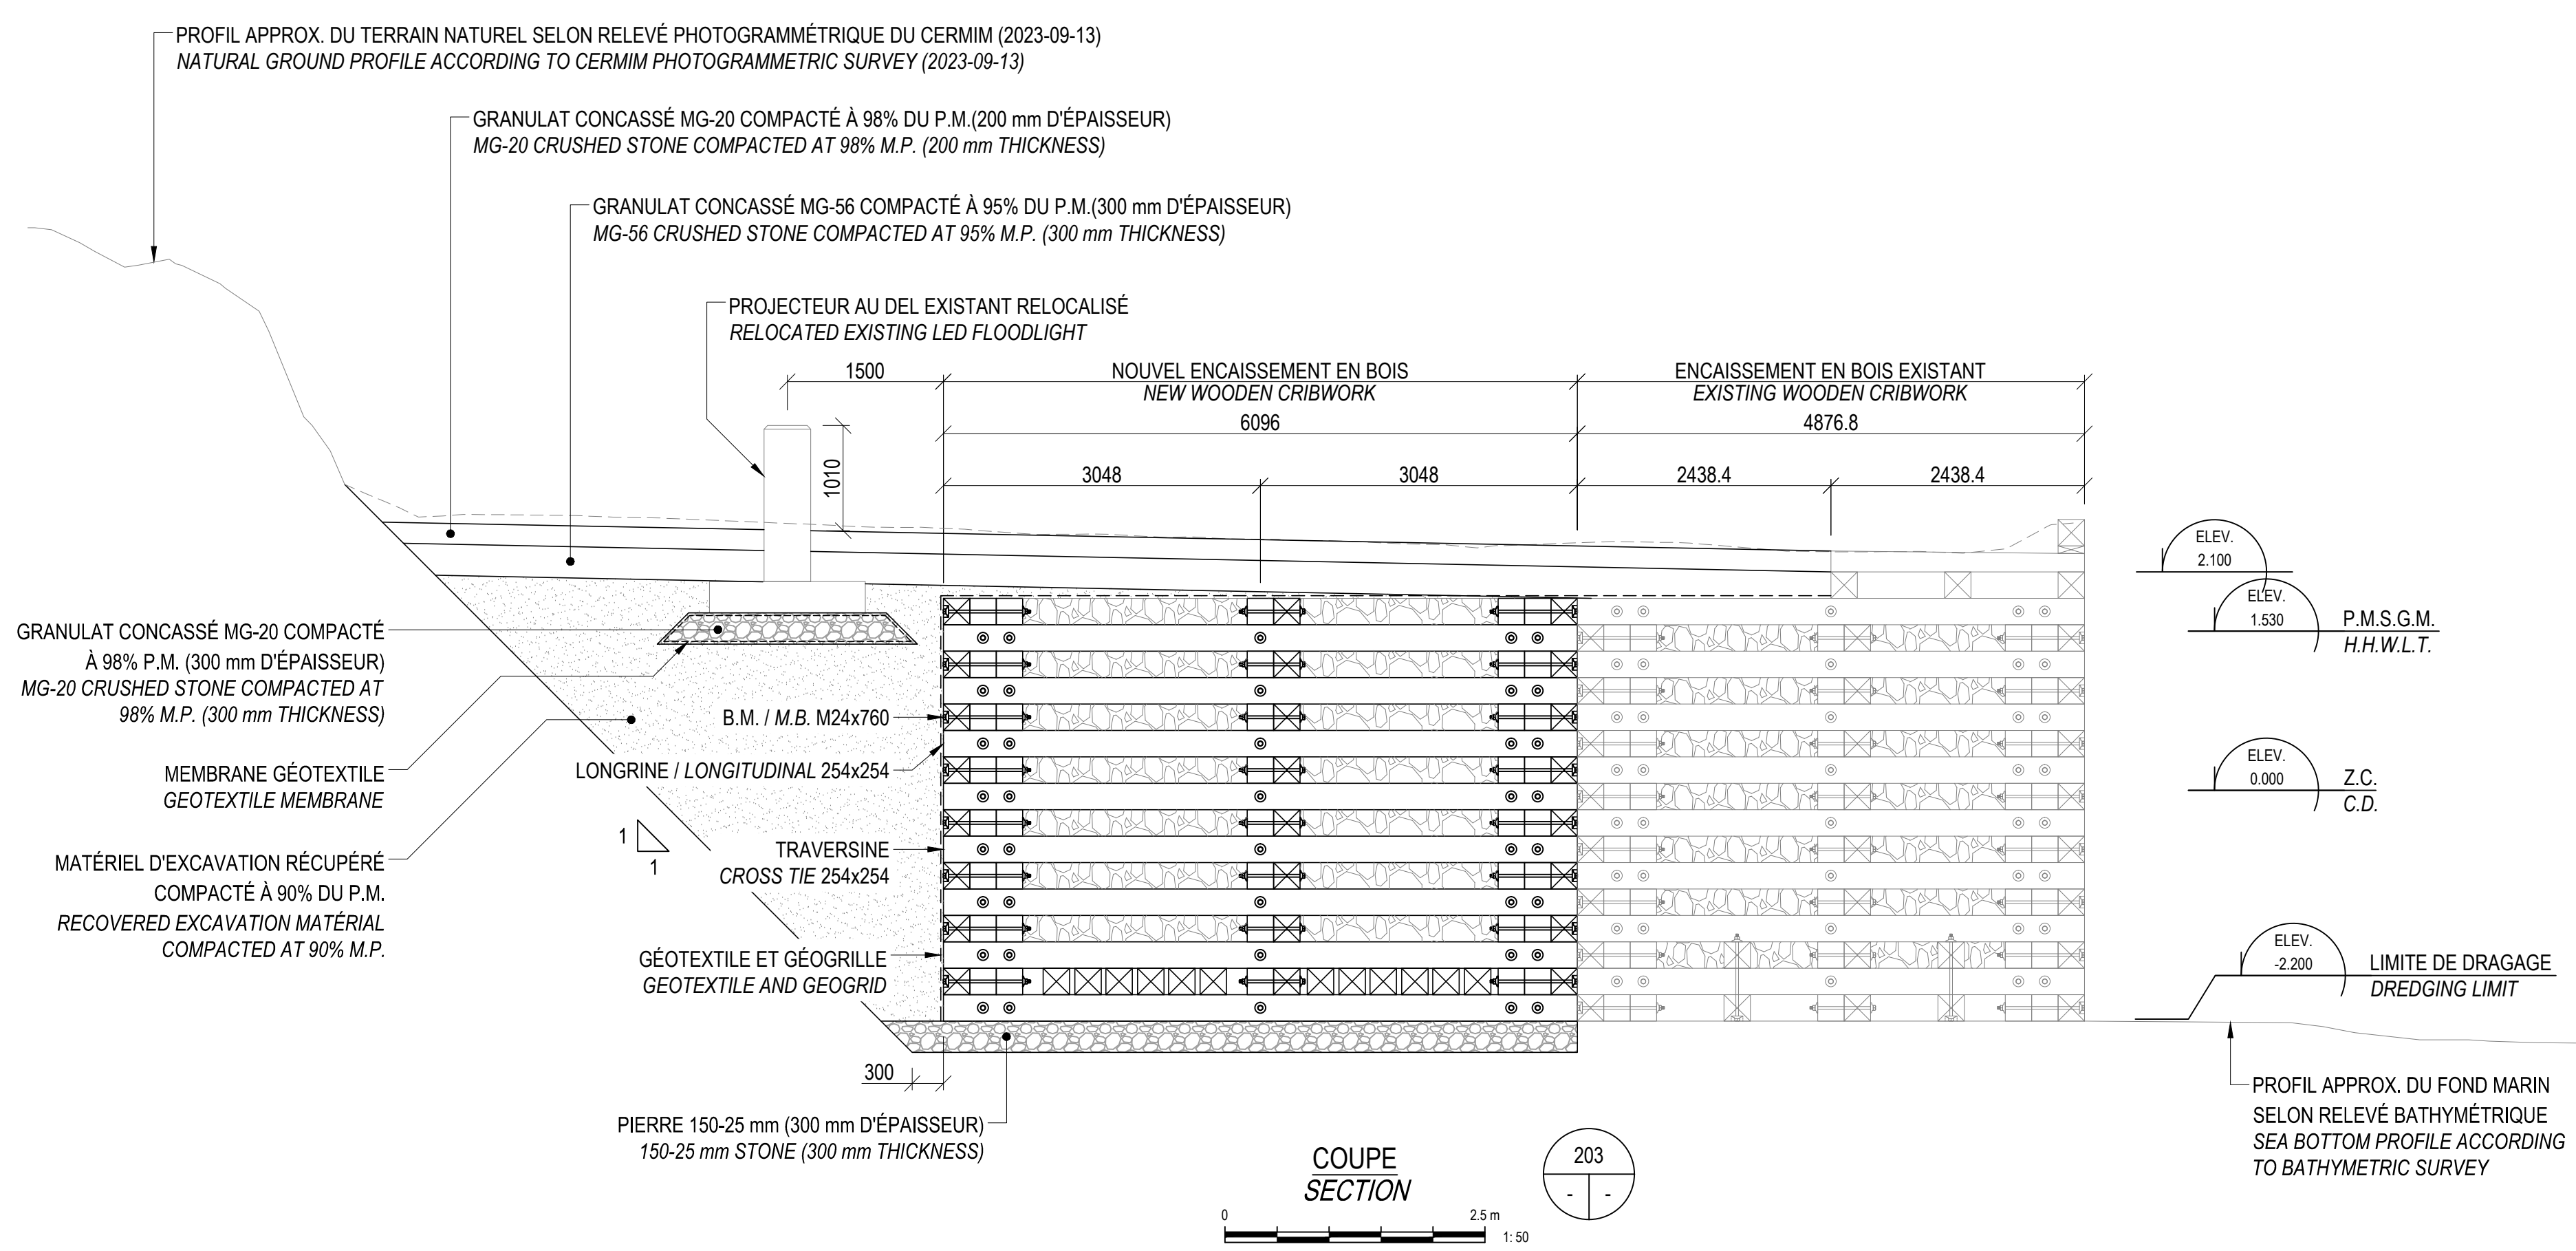 PROFIL APPROX. DU TERRAIN NATUREL SELON RELEVÉ PHOTOGRAMMÉTRIQUE DU CERMIM (2023-09-13)
NATURAL GROUND PROFILE ACCORDING TO CERMIM PHOTOGRAMMETRIC SURVEY (2023-09-13)
GRANULAT CONCASSÉ MG-20 COMPACTÉ À 98% DU P.M.(200 mm D'ÉPAISSEUR)
MG-20 CRUSHED STONE COMPACTED AT 98% M.P. (200 mm THICKNESS)
GRANULAT CONCASSÉ MG-56 COMPACTÉ À 95% DU P.M.(300 mm D'ÉPAISSEUR)
MG-56 CRUSHED STONE COMPACTED AT 95% M.P. (300 mm THICKNESS)
PROJECTEUR AU DEL EXISTANT RELOCALISÉ
RELOCATED EXISTING LED FLOODLIGHT
1500
NOUVEL ENCAISSEMENT EN BOIS
NEW WOODEN CRIBWORK
6096
ENCAISSEMENT EN BOIS EXISTANT
EXISTING WOODEN CRIBWORK
4876.8
1010
3048
3048
2438.4
2438.4
ELEV.
2.100
ELEV.
1.530
P.M.S.G.M.
H.H.W.L.T.
ELEV.
0.000
Z.C.
C.D.
ELEV.
-2.200
LIMITE DE DRAGAGE
DREDGING LIMIT
GRANULAT CONCASSÉ MG-20 COMPACTÉ
À 98% P.M. (300 mm D'ÉPAISSEUR)
MG-20 CRUSHED STONE COMPACTED AT
98% M.P. (300 mm THICKNESS)
MEMBRANE GÉOTEXTILE
GEOTEXTILE MEMBRANE
MATÉRIEL D'EXCAVATION RÉCUPÉRÉ
COMPACTÉ À 90% DU P.M.
RECOVERED EXCAVATION MATÉRIAL
COMPACTED AT 90% M.P.
B.M. / M.B. M24x760
LONGRINE / LONGITUDINAL 254x254
1
1
TRAVERSINE
CROSS TIE 254x254
GÉOTEXTILE ET GÉOGRILLE
GEOTEXTILE AND GEOGRID
300
PIERRE 150-25 mm (300 mm D'ÉPAISSEUR)
150-25 mm STONE (300 mm THICKNESS)
PROFIL APPROX. DU FOND MARIN
SELON RELEVÉ BATHYMÉTRIQUE
SEA BOTTOM PROFILE ACCORDING
TO BATHYMETRIC SURVEY
COUPE
SECTION
203
- -
0 2.5 m
1: 50